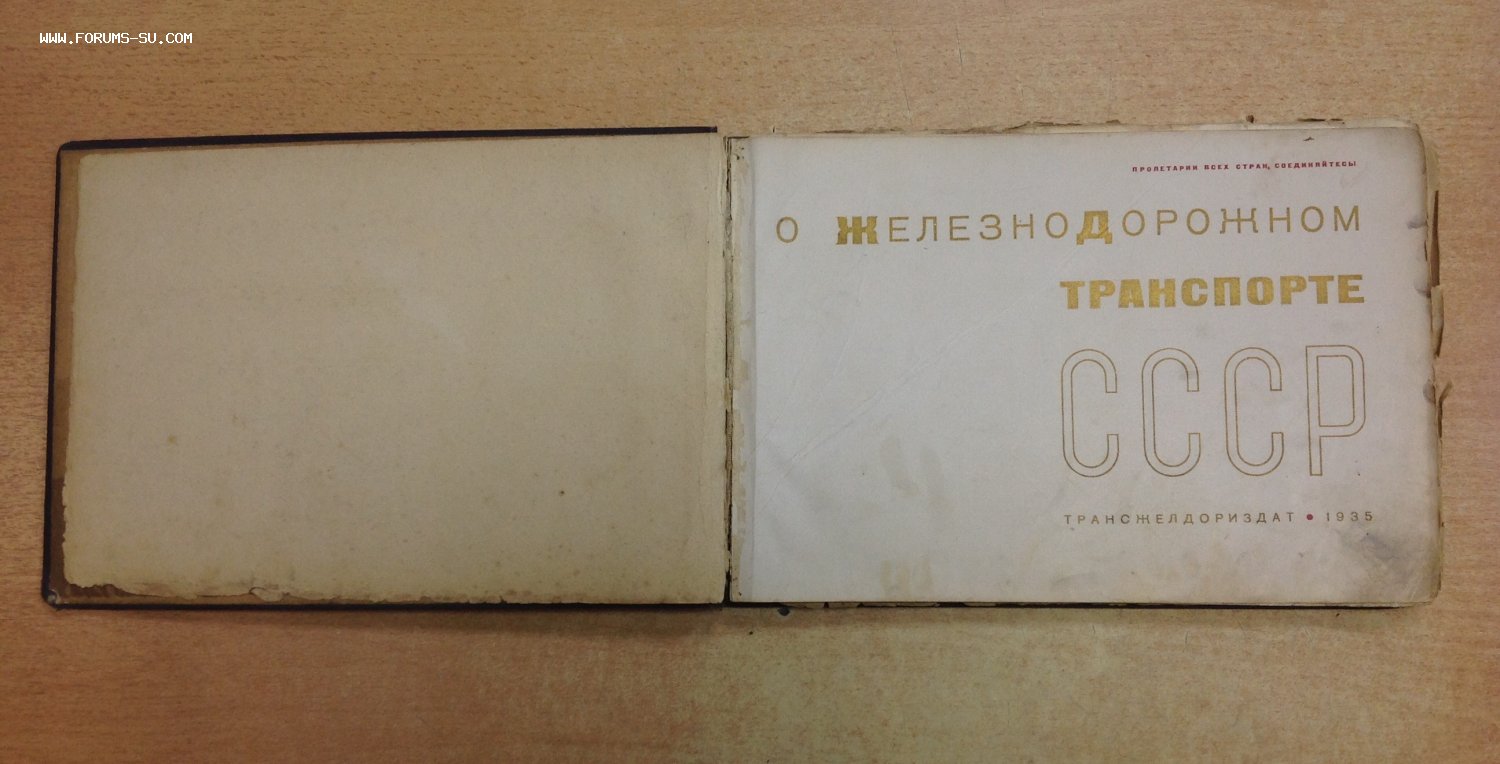 WWW.FORUMS-SU.COM
ПРОЛЕТАРИИ ВСЕХ СТРАН, СОЕДИНЯЙТЕСЬ!
О ЖЕЛЕЗНОДОРОЖНОМ
ТРАНСПОРТЕ
СССР
ТРАНСЖЕЛДОРИЗДАТ • 1935